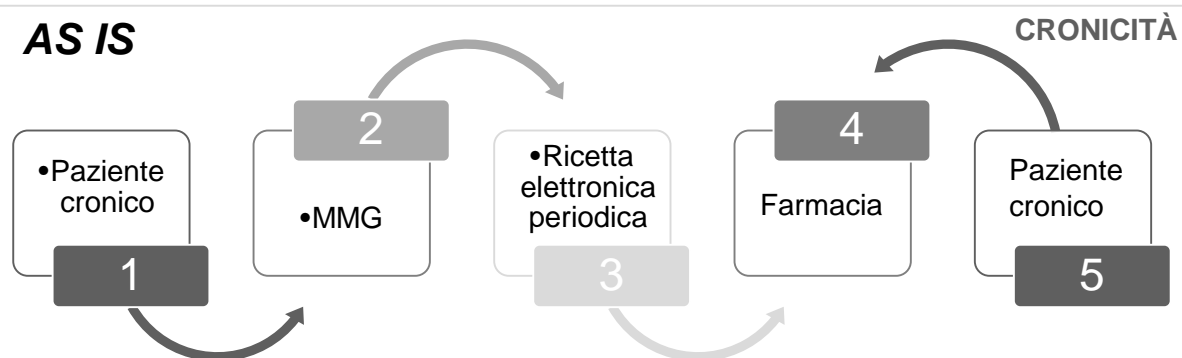 AS IS
CRONICITÀ
•Paziente
cronico
1
2
•MMG
•Ricetta
elettronica
periodica
3
4
Farmacia
Paziente
cronico
5